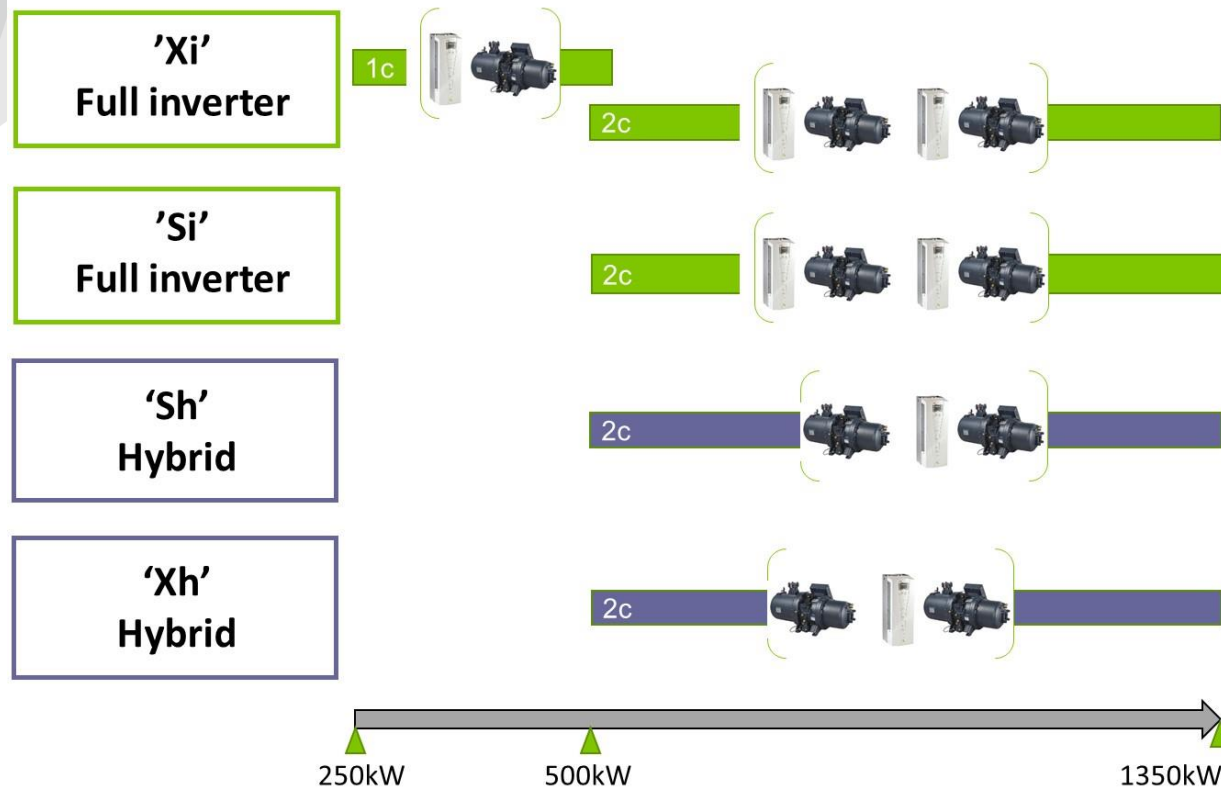 ’Xi’
Full inverter
1c
2c
’Si’
Full inverter
2c
‘Sh’
Hybrid
2c
‘Xh’
Hybrid
2c
250kW
500kW
1350kW